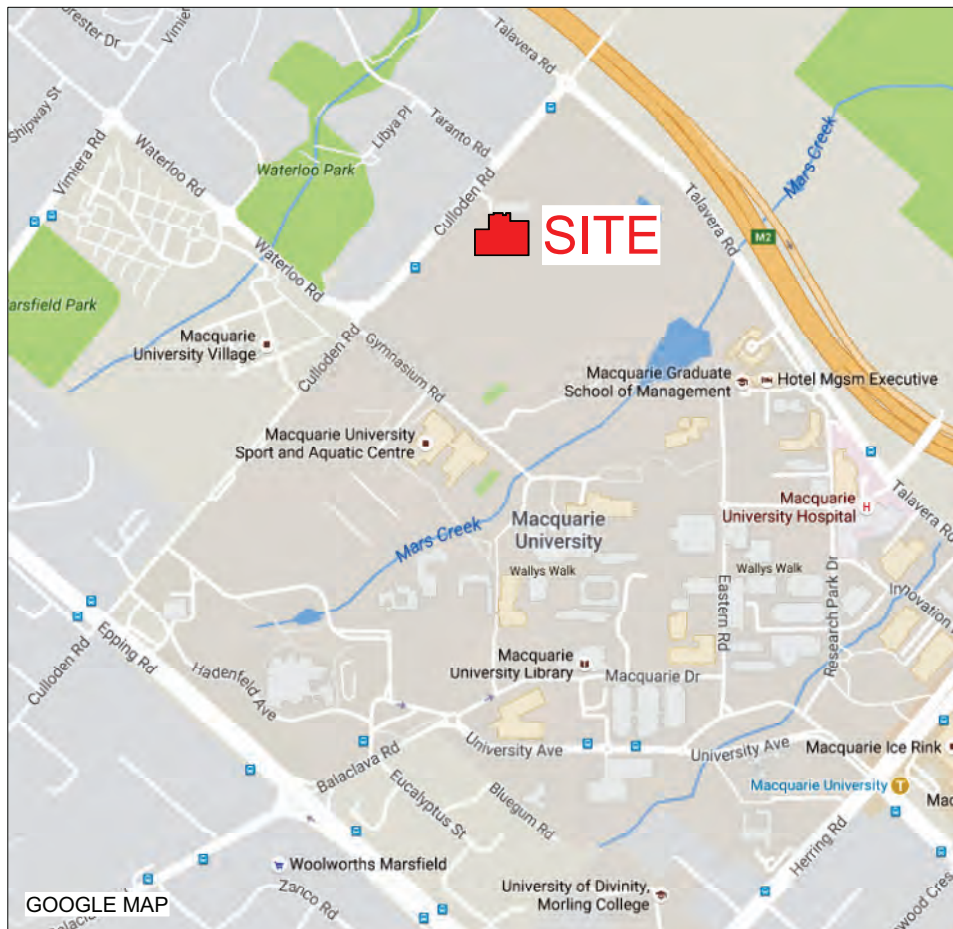 Forester Dr
Vimiera
Talavera Rd
Shipway St
Libya Pl
Taranto Rd
Vimiera Rd
Waterloo Rd
Waterloo Park
Culloden Rd
Mars Creek
Talavera Rd
SITE
M2
Waterloo Rd
Marsfield Park
Macquarie
University Village
Culloden Rd
Gymnasium Rd
Macquarie Graduate
School of Management
Hotel Mgsm Executive
Macquarie University
Sport and Aquatic Centre
Macquarie
University Hospital
H
Talavera Rd
Macquarie
University
Mars Creek
Wallys Walk
Wallys Walk
Eastern Rd
Research Park Dr
Innovation
Epping Rd
Culloden Rd
Hadenfeld Ave
Macquarie
University Library
Macquarie Dr
University Ave
University Ave
Macquarie Ice Rink
Balaclava Rd
Macquarie University
T
Mac
Eucalyptus St
Bluegum Rd
Herring Rd
Woolworths Marsfield
University of Divinity,
Morling College
Zanco Rd
wood Cres
GOOGLE MAP